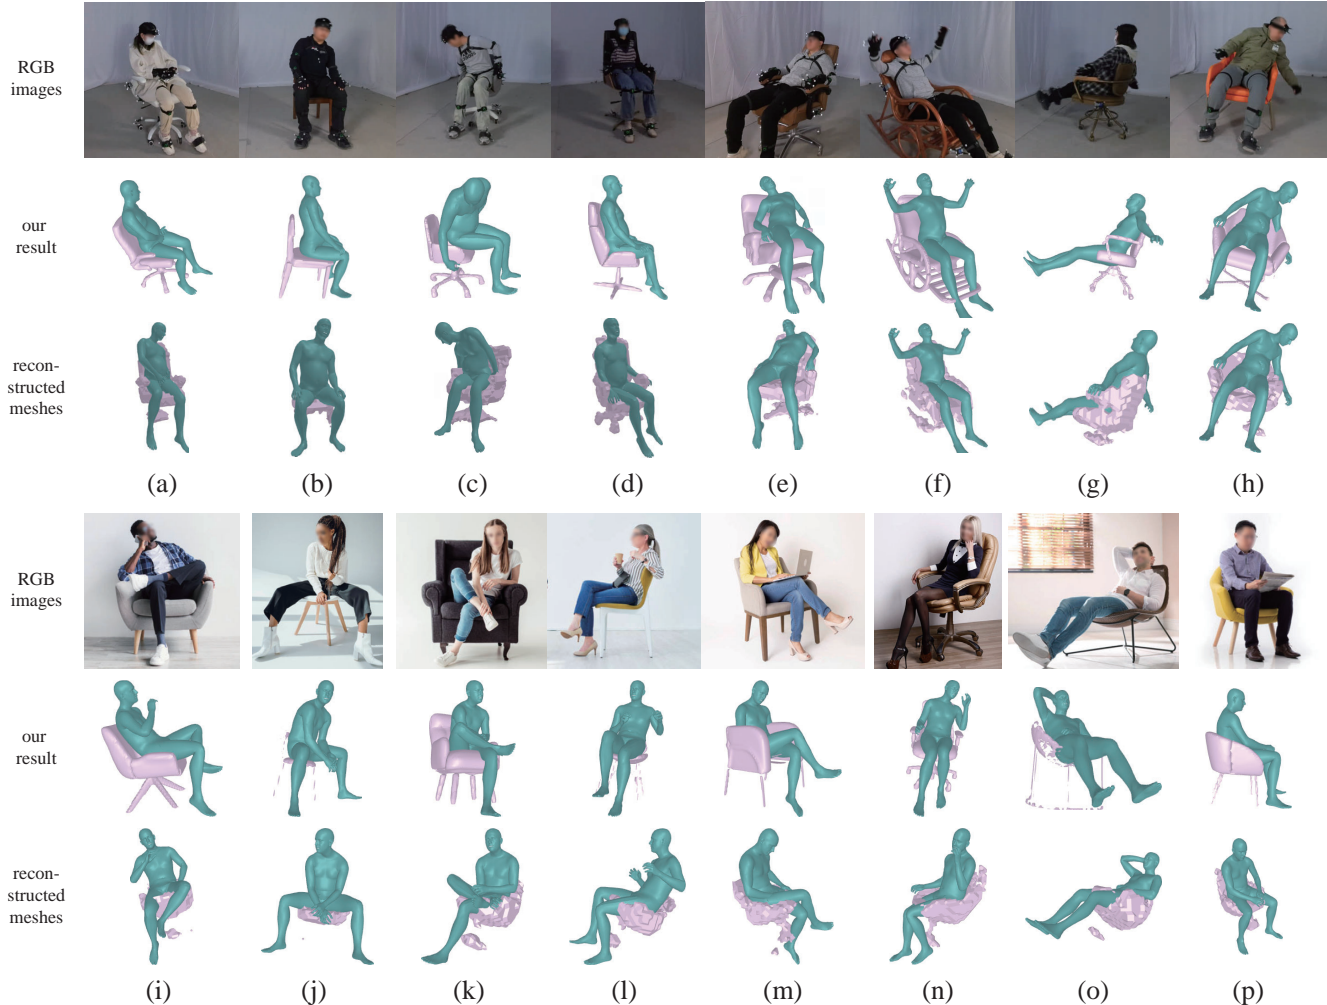 RGB
images
our
result
recon-
structed
meshes
(a) (b) (c) (d) (e) (f) (g) (h)
RGB
images
our
result
recon-
structed
meshes
(i) (j) (k) (l) (m) (n) (o) (p)